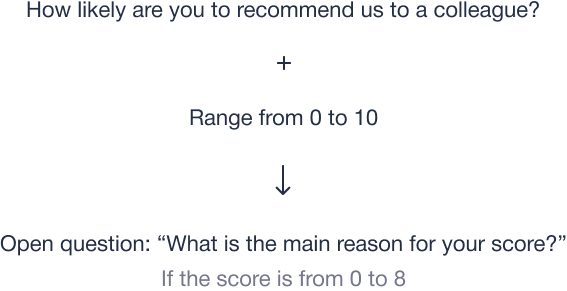 How likely are you to recommend us to a colleague?
+
Range from 0 to 10
↓
Open question: “What is the main reason for your score?”
If the score is from 0 to 8